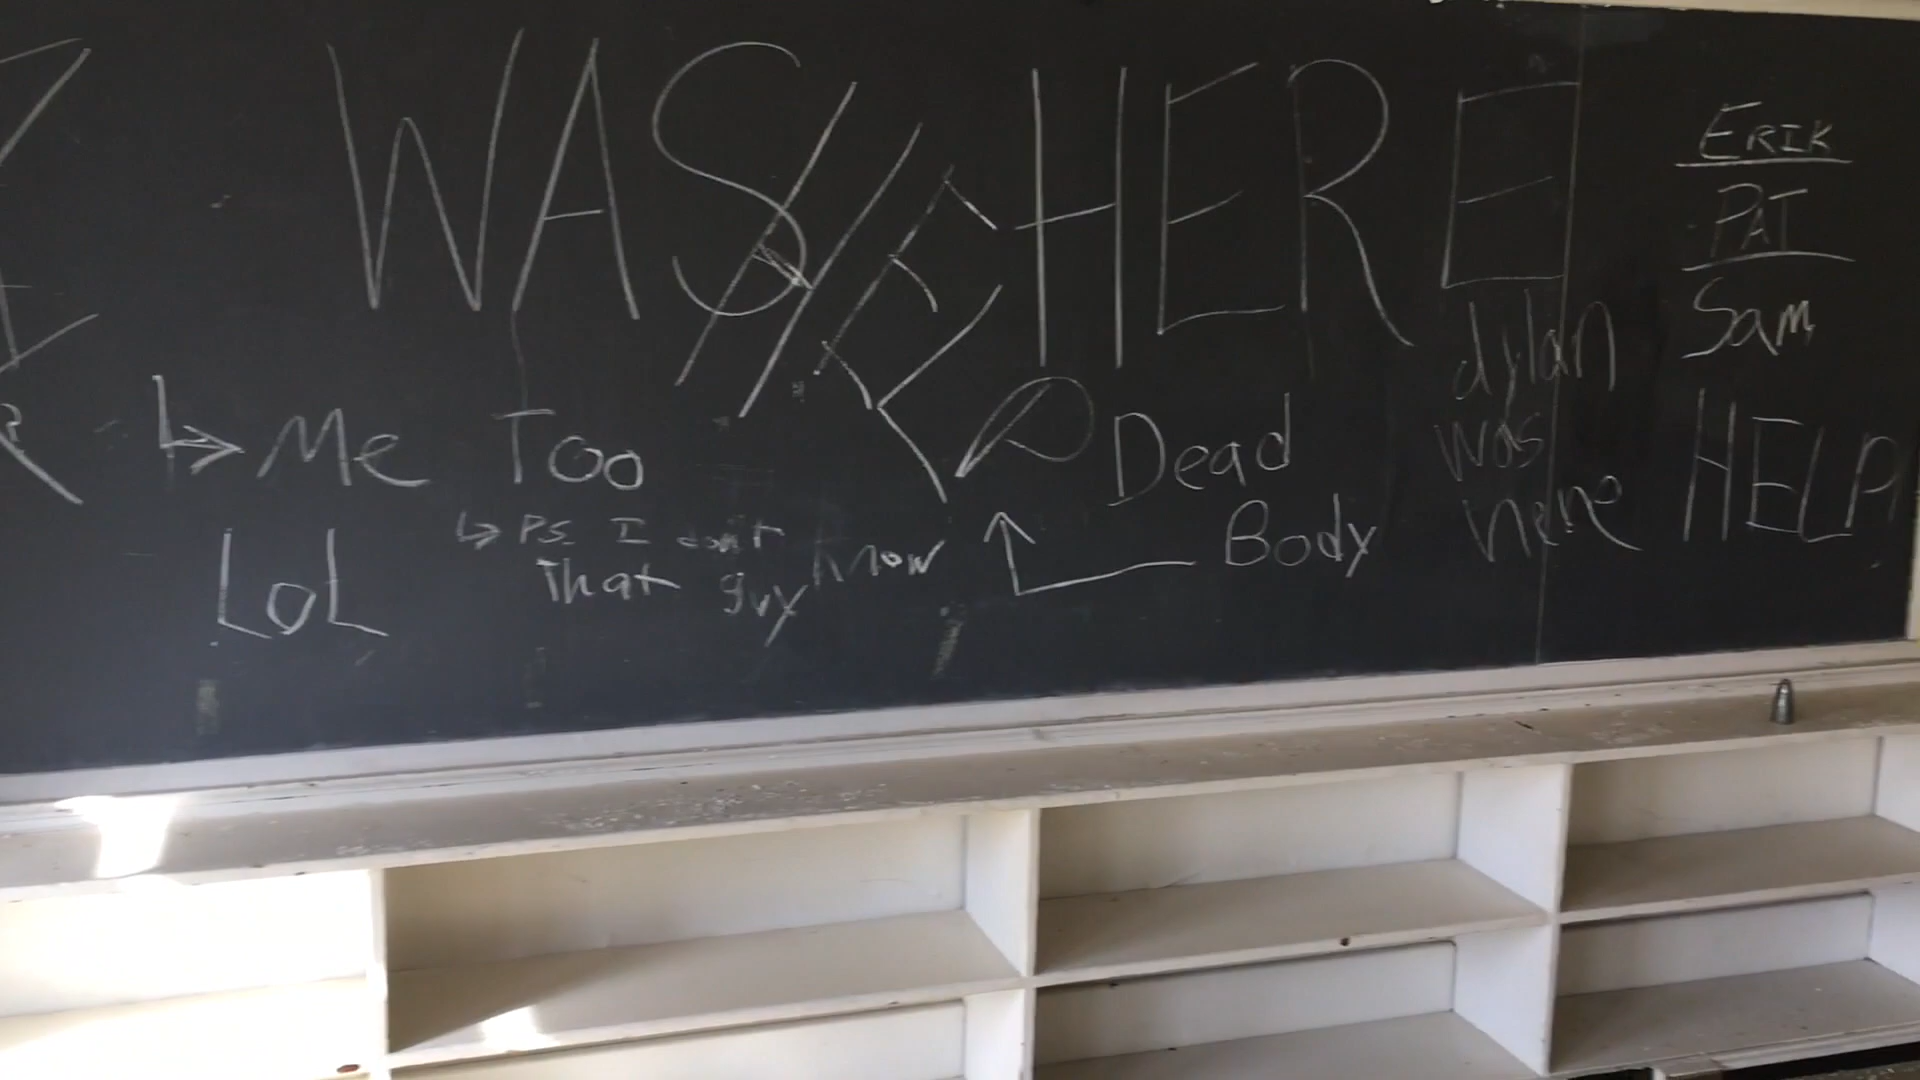 WAS HERE
ERIK
PAT
Sam
HELP
dylan
was
here
Me Too
Dead
Body
PS. I don't
know
that guy
LOL